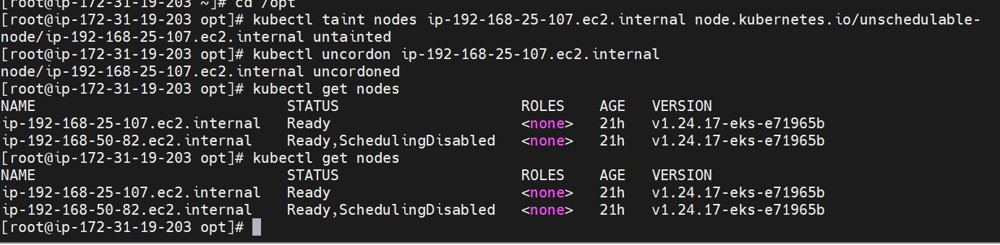 [root@ip-172-31-19-203 ~]# cd /opt
[root@ip-172-31-19-203 opt]# kubectl taint nodes ip-192-168-25-107.ec2.internal node.kubernetes.io/unschedulable-
node/ip-192-168-25-107.ec2.internal untainted
[root@ip-172-31-19-203 opt]# kubectl uncordon ip-192-168-25-107.ec2.internal
node/ip-192-168-25-107.ec2.internal uncordoned
[root@ip-172-31-19-203 opt]# kubectl get nodes
NAME                             STATUS                     ROLES    AGE   VERSION
ip-192-168-25-107.ec2.internal   Ready                      <none>   21h   v1.24.17-eks-e71965b
ip-192-168-50-82.ec2.internal    Ready,SchedulingDisabled   <none>   21h   v1.24.17-eks-e71965b
[root@ip-172-31-19-203 opt]# kubectl get nodes
NAME                             STATUS                     ROLES    AGE   VERSION
ip-192-168-25-107.ec2.internal   Ready                      <none>   21h   v1.24.17-eks-e71965b
ip-192-168-50-82.ec2.internal    Ready,SchedulingDisabled   <none>   21h   v1.24.17-eks-e71965b
[root@ip-172-31-19-203 opt]#